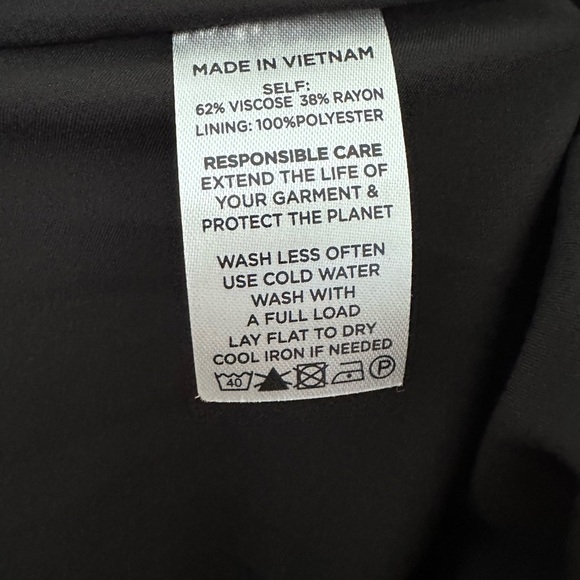 MADE IN VIETNAM
SELF:
62% VISCOSE 38% RAYON
LINING: 100%POLYESTER
RESPONSIBLE CARE
EXTEND THE LIFE OF
YOUR GARMENT &
PROTECT THE PLANET
WASH LESS OFTEN
USE COLD WATER
WASH WITH
A FULL LOAD
LAY FLAT TO DRY
COOL IRON IF NEEDED
40 P